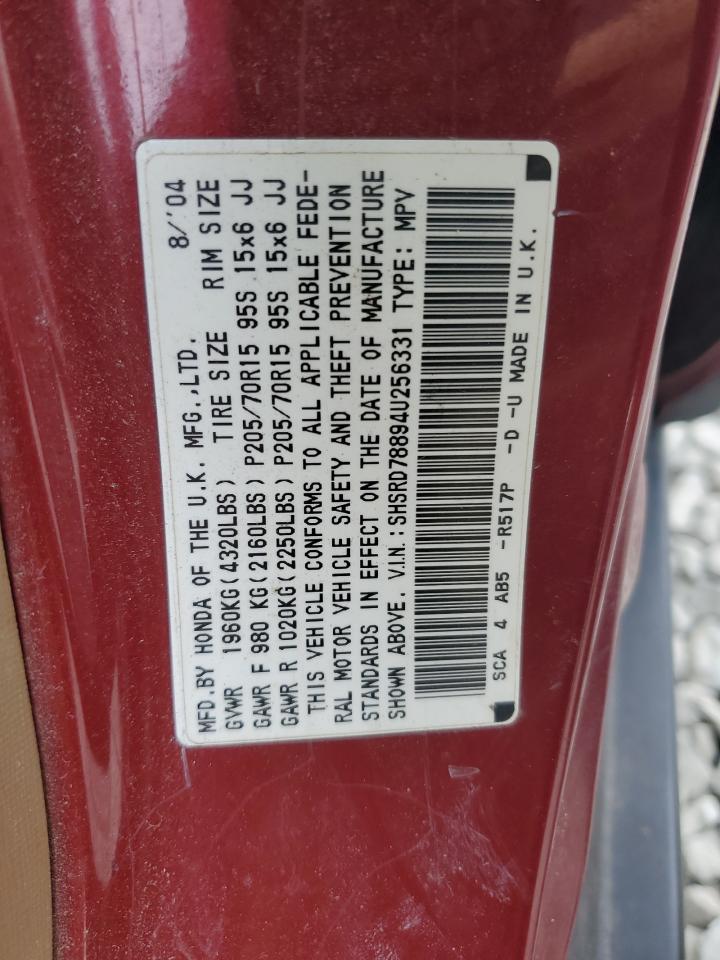 MFD.BY HONDA OF THE U.K. MFG.,LTD. 8/'04
GVWR 1960KG(4320LBS) TIRE SIZE RIM SIZE
GAWR F 980 KG(2160LBS) P205/70R15 95S 15x6 JJ
GAWR R 1020KG(2250LBS) P205/70R15 95S 15x6 JJ
THIS VEHICLE CONFORMS TO ALL APPLICABLE FEDE-
RAL MOTOR VEHICLE SAFETY AND THEFT PREVENTION
STANDARDS IN EFFECT ON THE DATE OF MANUFACTURE
SHOWN ABOVE. V.I.N.:SHSRD78894U256331 TYPE: MPV
SCA 4 AB5 -R517P -D -U MADE IN U.K.